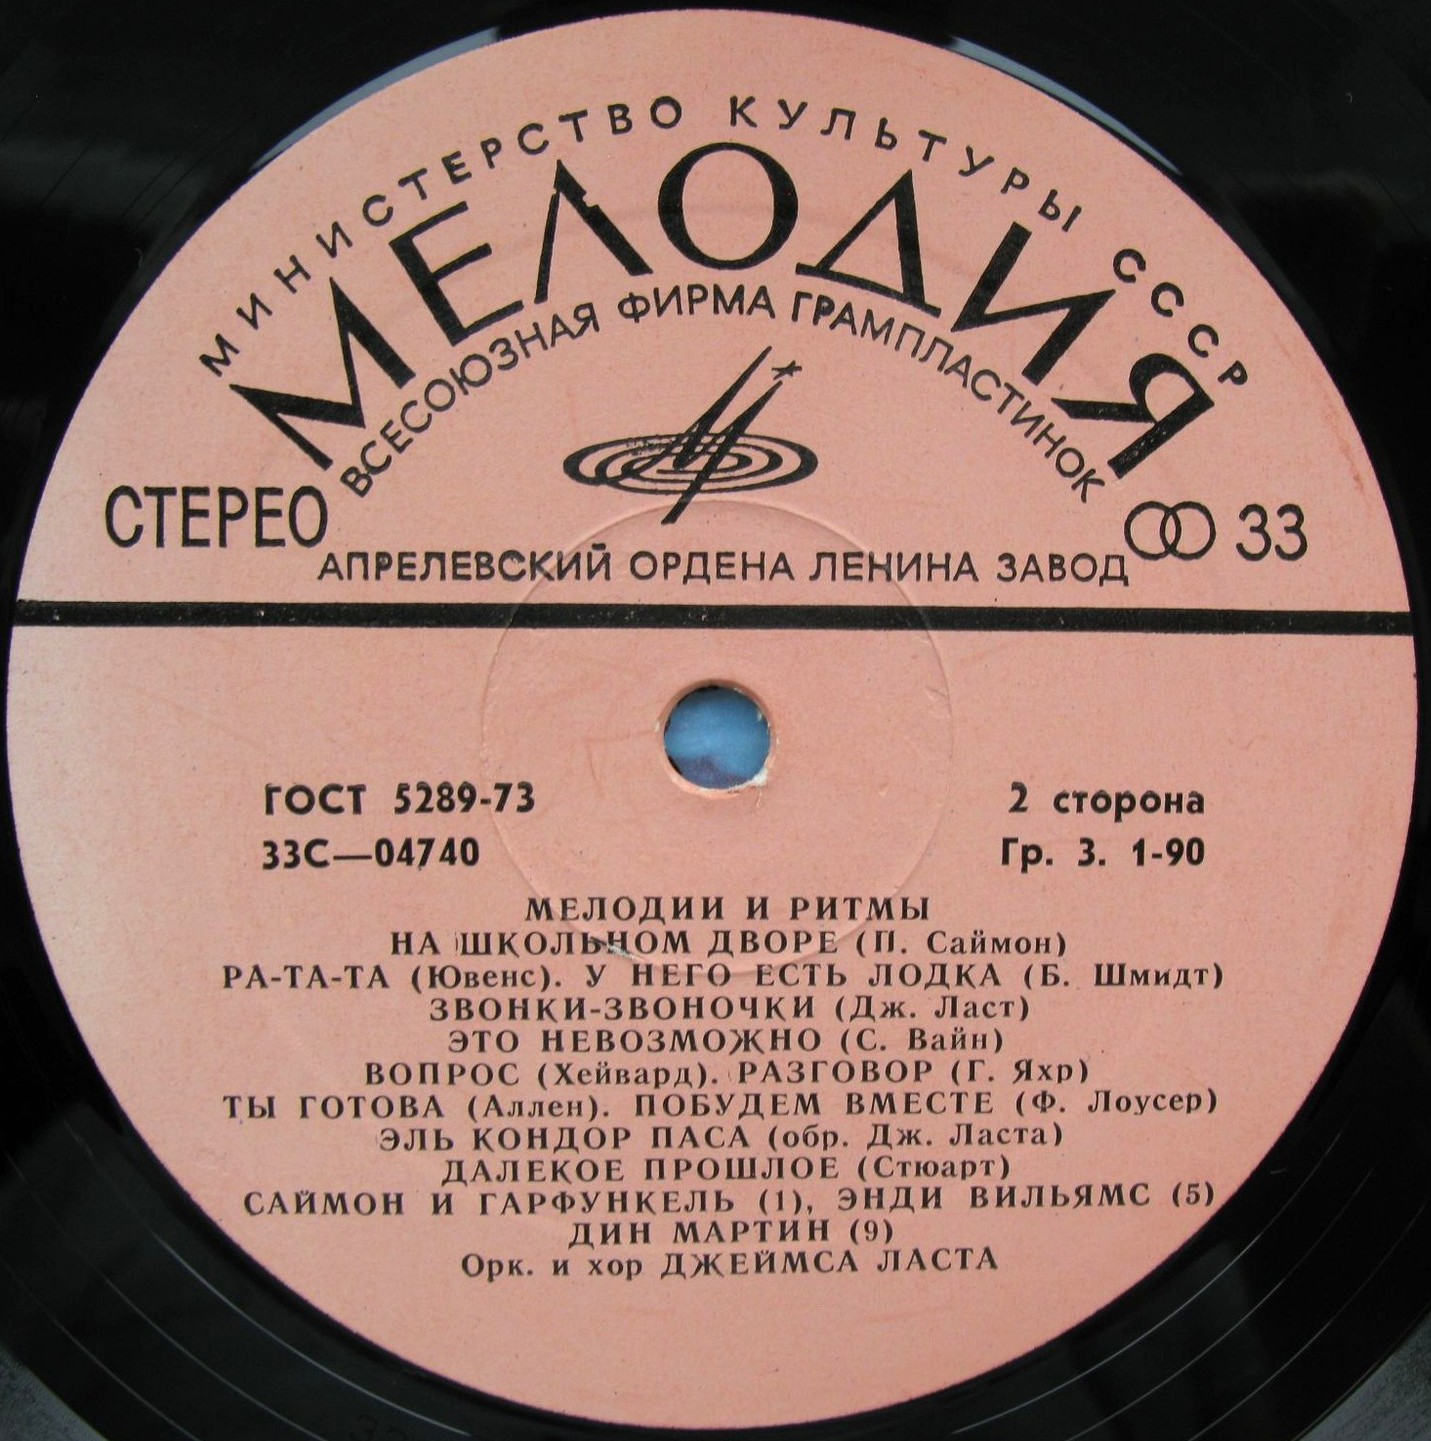 МИНИСТЕРСТВО КУЛЬТУРЫ СССР
МЕЛОДИЯ
ВСЕСОЮЗНАЯ ФИРМА ГРАМПЛАСТИНОК
СТЕРЕО
33
АПРЕЛЕВСКИЙ ОРДЕНА ЛЕНИНА ЗАВОД
ГОСТ 5289-73
2 сторона
33С—04740
Гр. 3. 1-90
МЕЛОДИИ И РИТМЫ
НА ШКОЛЬНОМ ДВОРЕ (П. Саймон)
РА-ТА-ТА (Ювенс). У НЕГО ЕСТЬ ЛОДКА (Б. Шмидт)
ЗВОНКИ-ЗВОНОЧКИ (Дж. Ласт)
ЭТО НЕВОЗМОЖНО (С. Вайн)
ВОПРОС (Хейвард). РАЗГОВОР (Г. Яхр)
ТЫ ГОТОВА (Аллен). ПОБУДЕМ ВМЕСТЕ (Ф. Лоусер)
ЭЛЬ КОНДОР ПАСА (обр. Дж. Ласта)
ДАЛЕКОЕ ПРОШЛОЕ (Стюарт)
САЙМОН И ГАРФУНКЕЛЬ (1), ЭНДИ ВИЛЬЯМС (5)
ДИН МАРТИН (9)
Орк. и хор ДЖЕЙМСА ЛАСТА